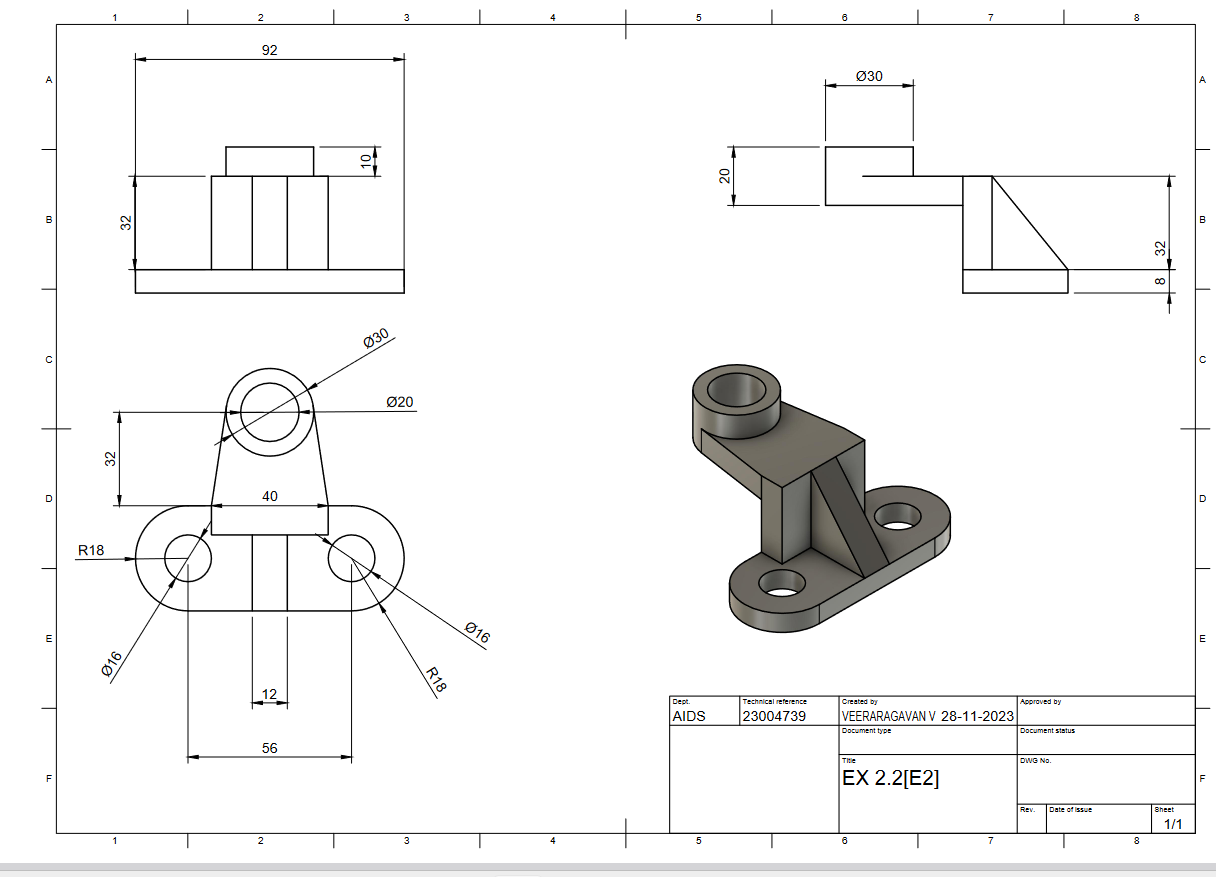 1 2 3 4 5 6 7 8
A A
92
Ø30
10
20
32
B B
32
8
Ø30
C C
Ø20
32
40
D D
R18
Ø16
Ø16
R18
E E
12
56
Dept. Technical reference Created by Approved by
AIDS 23004739 VEERARAGAVAN V 28-11-2023
Document type Document status
Title DWG No.
EX 2.2[E2]
F F
Rev. Date of issue Sheet
1/1
1 2 3 4 5 6 7 8